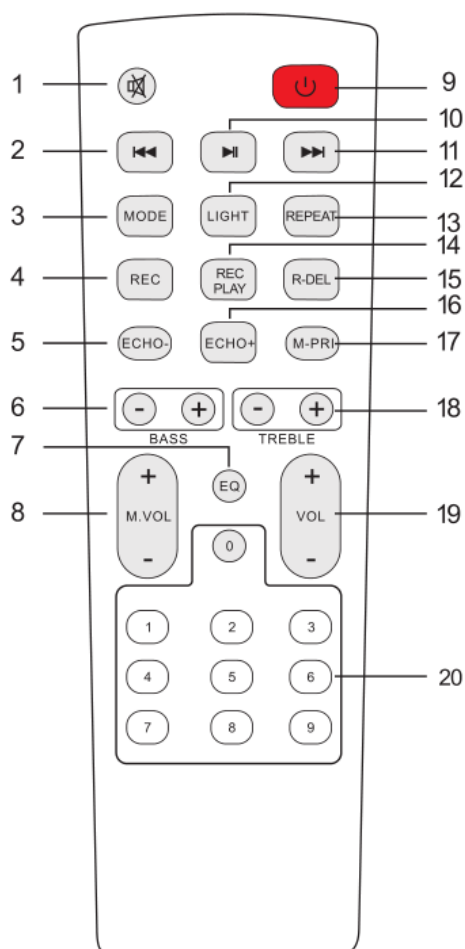 1 9
10
2 11
12
3 MODE LIGHT REPEAT 13
14
4 REC REC PLAY R-DEL 15
16
5 ECHO- ECHO+ M-PRI 17
6 - + - + 18
BASS TREBLE
7 EQ
8 + M.VOL - + VOL - 19
0
1 2 3
4 5 6 20
7 8 9